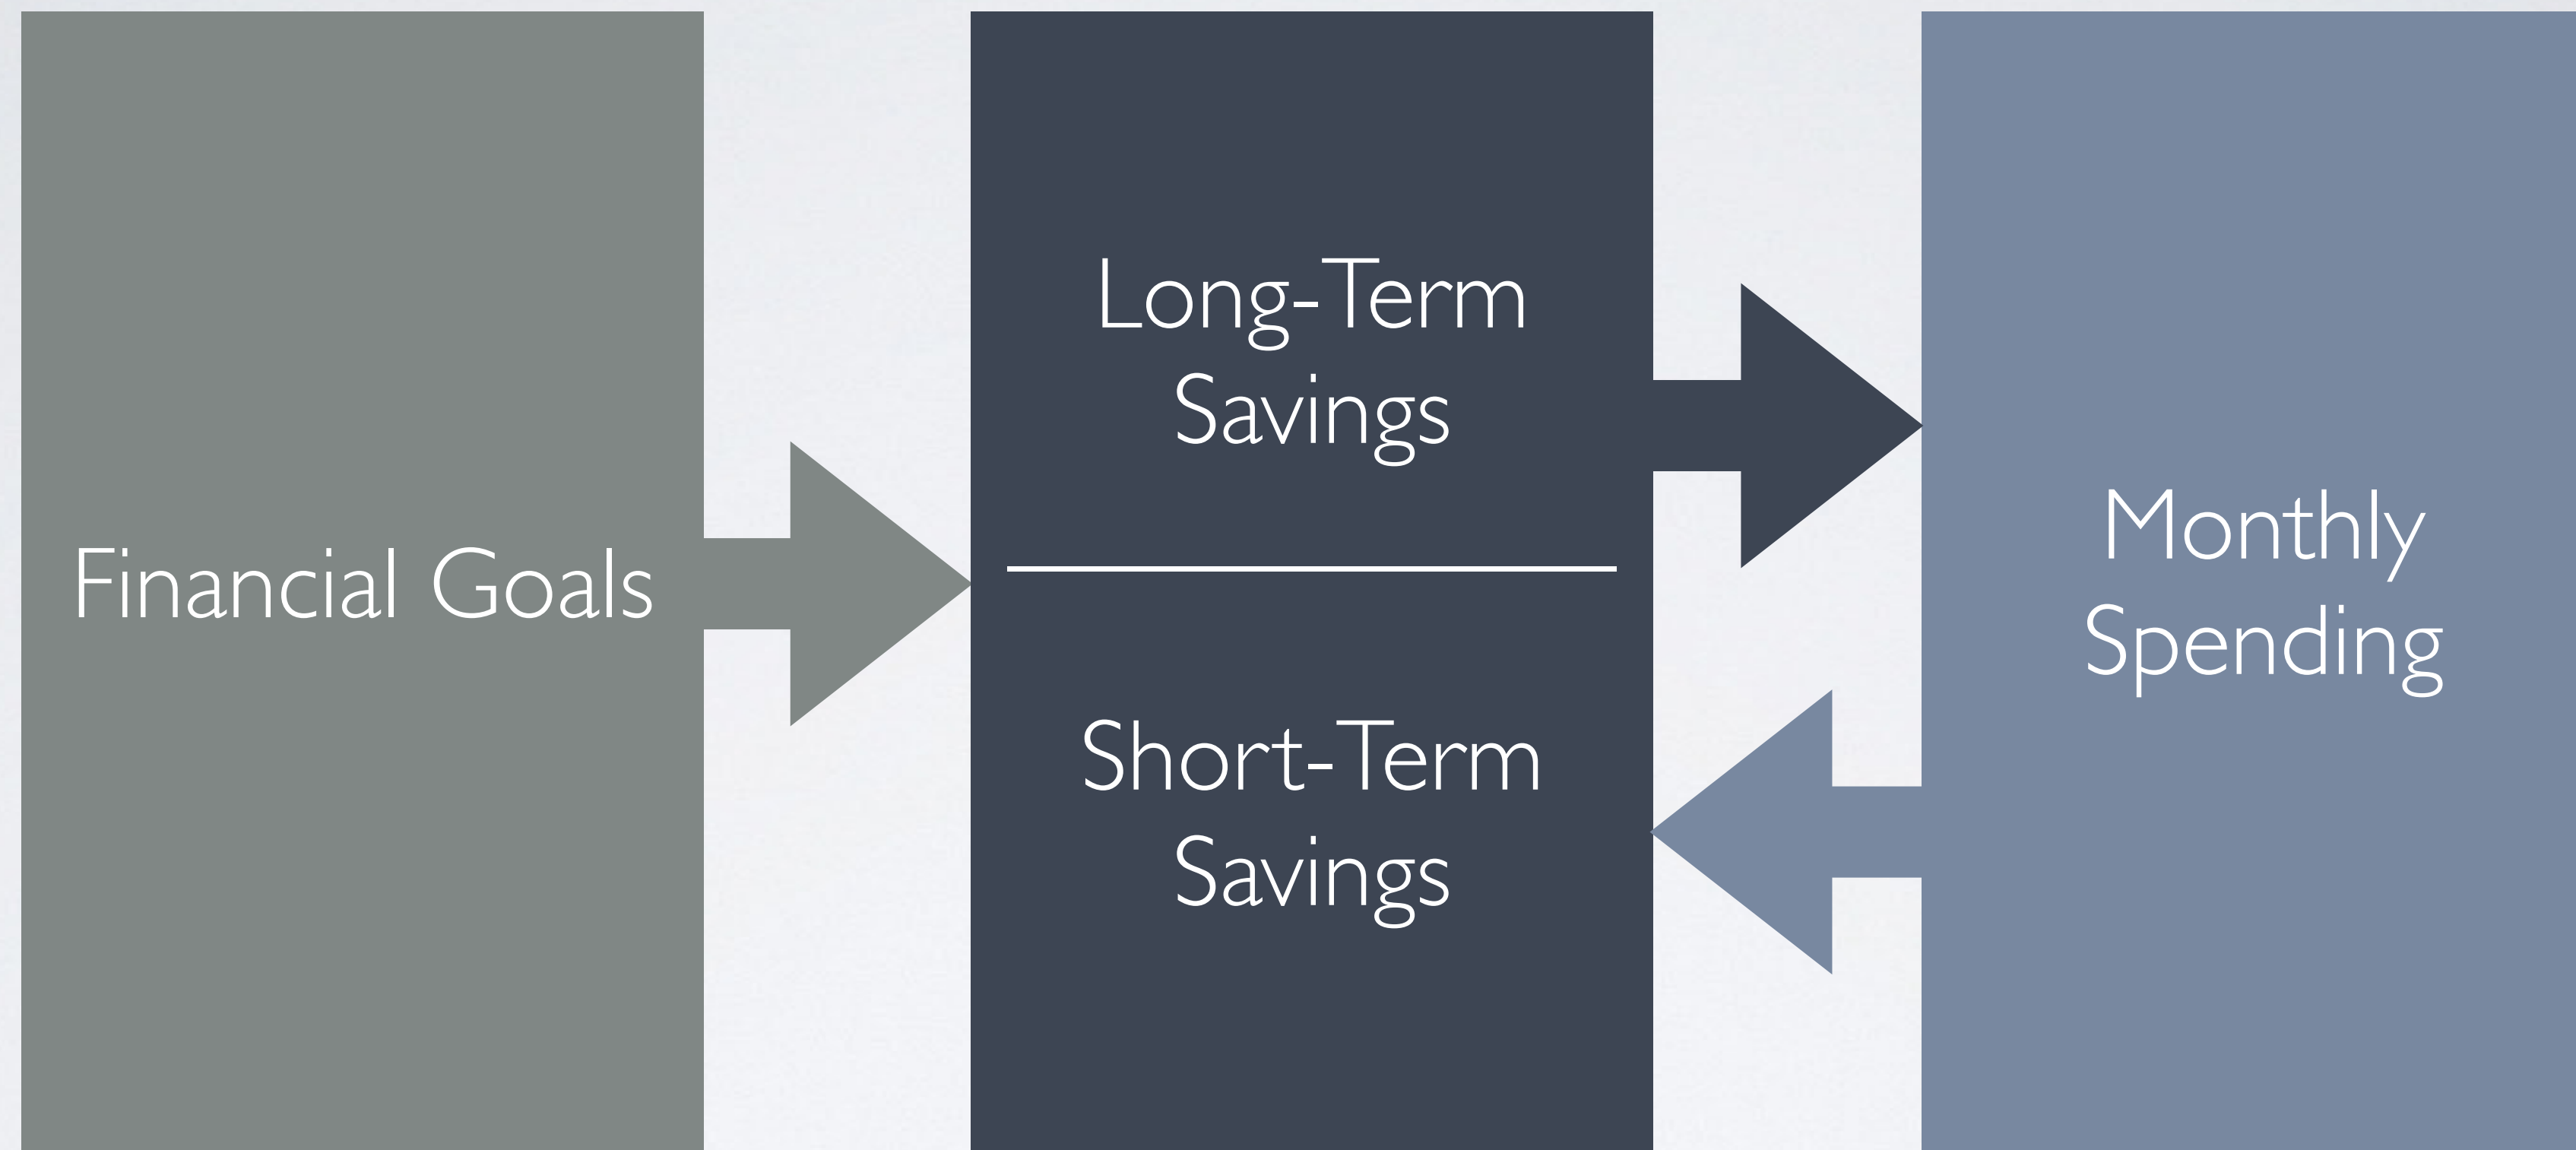 Financial Goals
Long-Term
Savings
Short-Term
Savings
Monthly
Spending